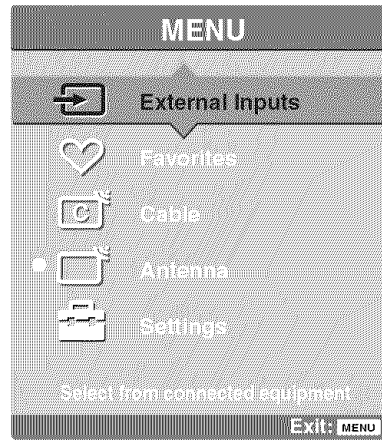 MENU
External Inputs
Favorites
C Cable
Antenna
Settings
Select from connected equipment
Exit: MENU